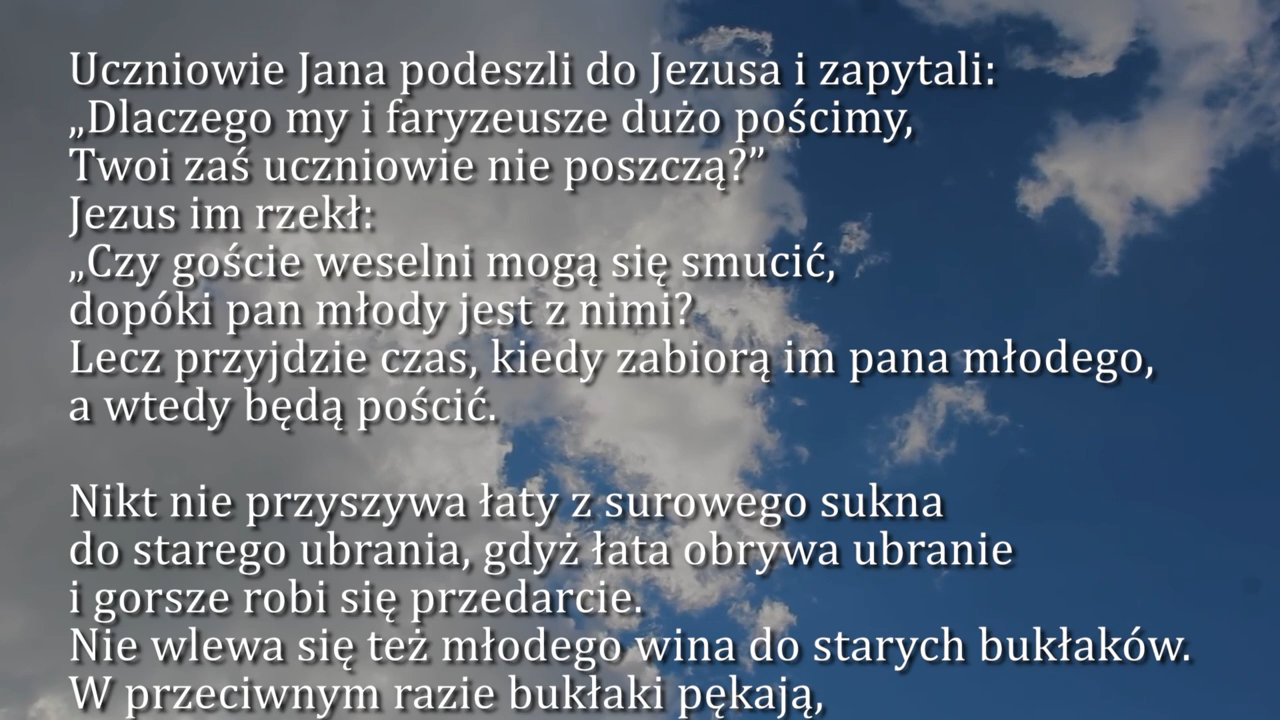 Uczniowie Jana podeszli do Jezusa i zapytali:
„Dlaczego my i faryzeusze dużo pościmy,
Twoi zaś uczniowie nie poszczą?”
Jezus im rzekł:
„Czy goście weselni mogą się smucić,
dopóki pan młody jest z nimi?
Lecz przyjdzie czas, kiedy zabiorą im pana młodego,
a wtedy będą pościć.
Nikt nie przyszywa łaty z surowego sukna
do starego ubrania, gdyż łata obrywa ubranie
i gorsze robi się przedarcie.
Nie wlewa się też młodego wina do starych bukłaków.
W przeciwnym razie bukłaki pękają,